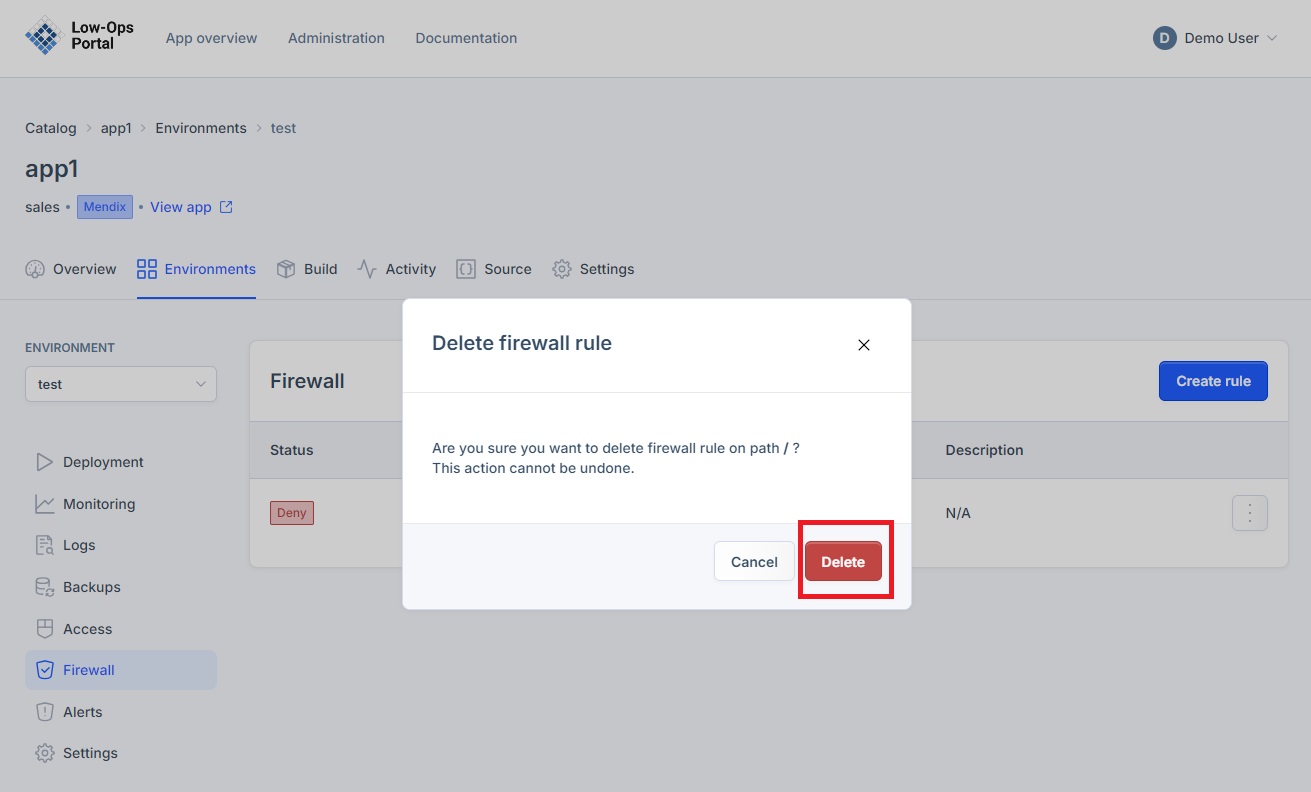 Low-Ops
Portal
App overview
Administration
Documentation
D
Demo User
Catalog
app1
Environments
test
app1
sales • Mendix • View app
Overview
Environments
Build
Activity
Source
Settings
ENVIRONMENT
test
Deployment
Monitoring
Logs
Backups
Access
Firewall
Alerts
Settings
Firewall
Create rule
Status
Description
Deny
N/A
Delete firewall rule
Are you sure you want to delete firewall rule on path / ?
This action cannot be undone.
Cancel
Delete